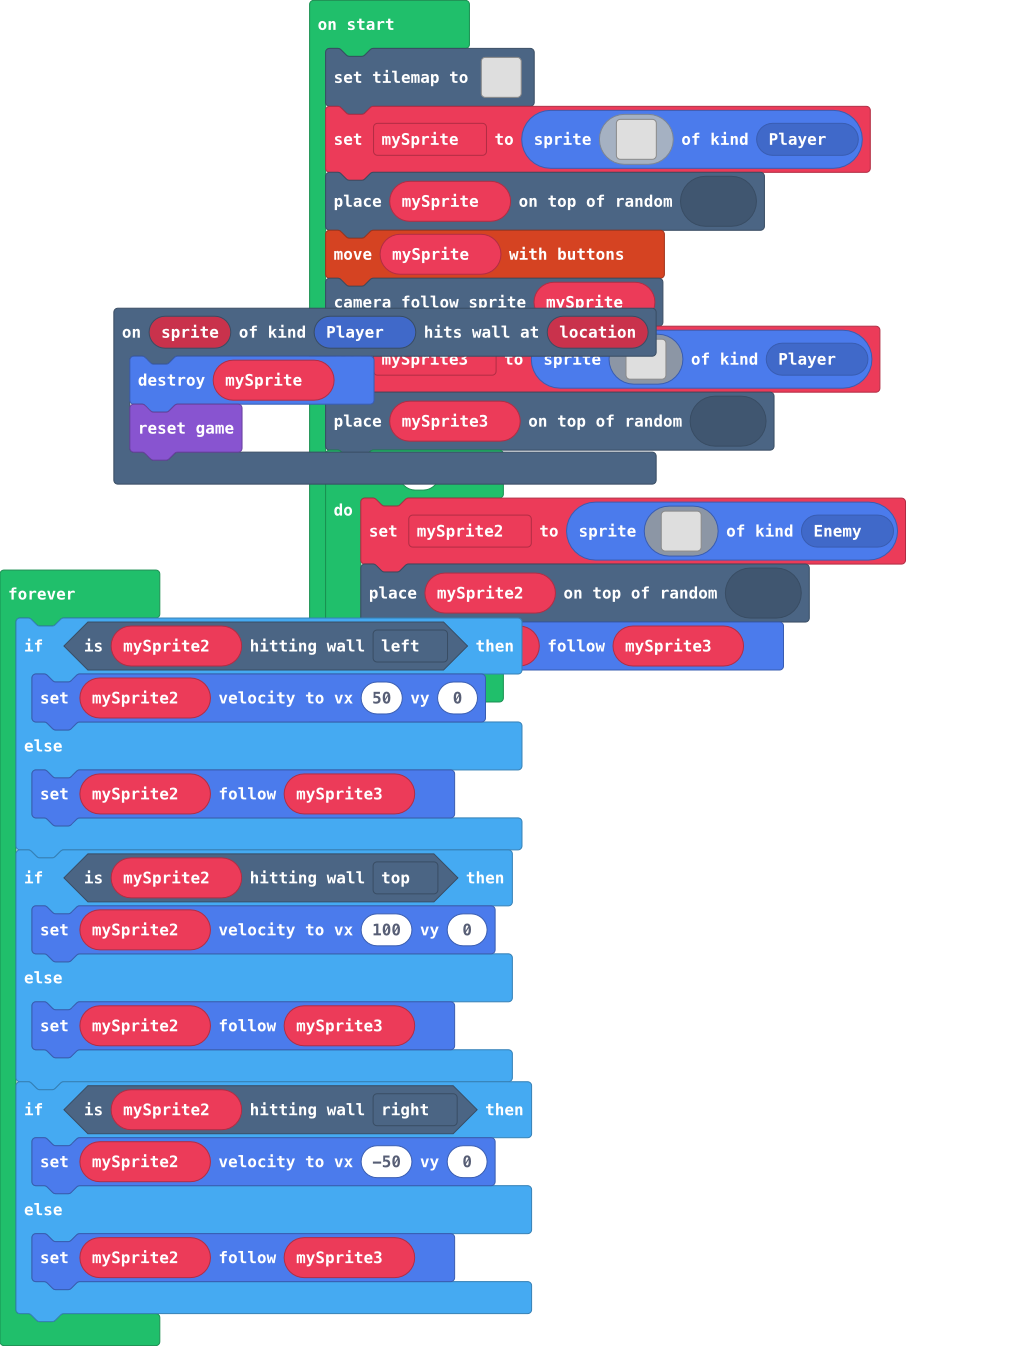 on start
set tilemap to
set mySprite to sprite of kind Player
place mySprite on top of random
move mySprite with buttons
camera follow sprite mySprite
on sprite of kind Player hits wall at location
mySprite3 to sprite of kind Player
destroy mySprite
place mySprite3 on top of random
reset game
do
set mySprite2 to sprite of kind Enemy
place mySprite2 on top of random
follow mySprite3
forever
if is mySprite2 hitting wall left then
set mySprite2 velocity to vx 50 vy 0
else
set mySprite2 follow mySprite3
if is mySprite2 hitting wall top then
set mySprite2 velocity to vx 100 vy 0
else
set mySprite2 follow mySprite3
if is mySprite2 hitting wall right then
set mySprite2 velocity to vx -50 vy 0
else
set mySprite2 follow mySprite3